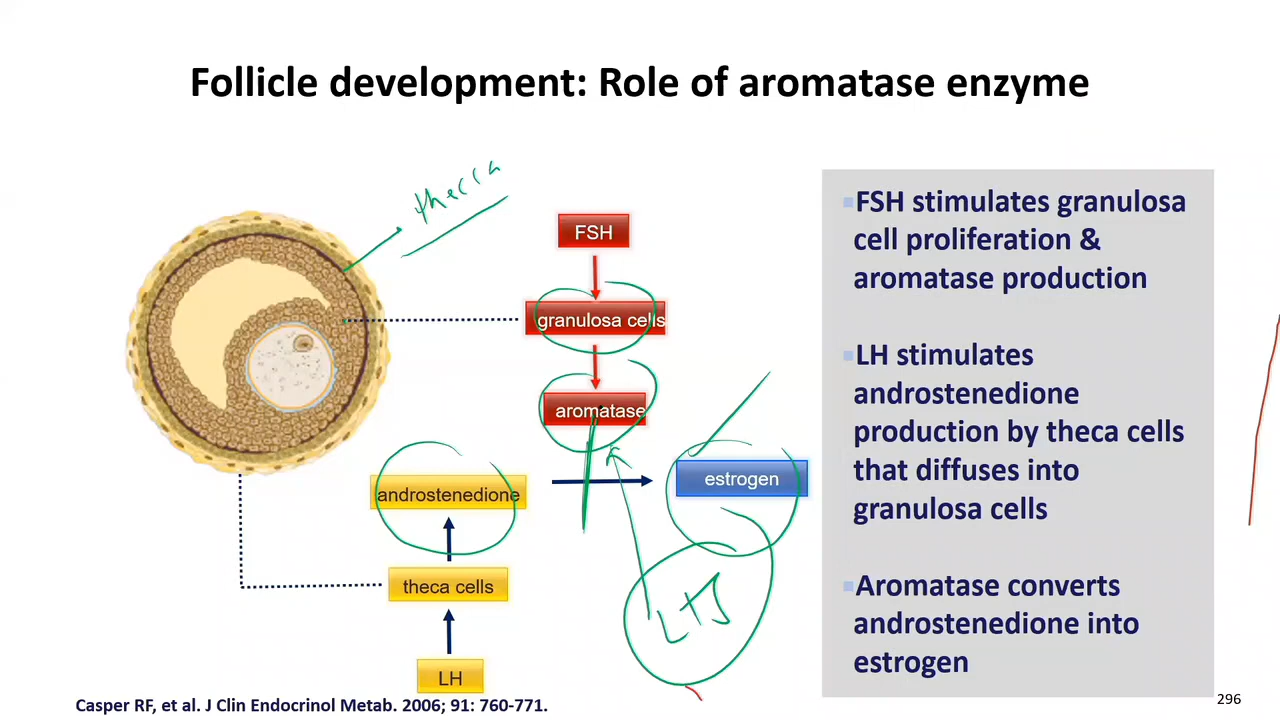 Follicle development: Role of aromatase enzyme
thecca
FSH
granulosa cells
aromatase
androstenedione
estrogen
theca cells
LH
FSH stimulates granulosa
cell proliferation &
aromatase production
LH stimulates
androstenedione
production by theca cells
that diffuses into
granulosa cells
Aromatase converts
androstenedione into
estrogen
Casper RF, et al. J Clin Endocrinol Metab. 2006; 91: 760-771.
296